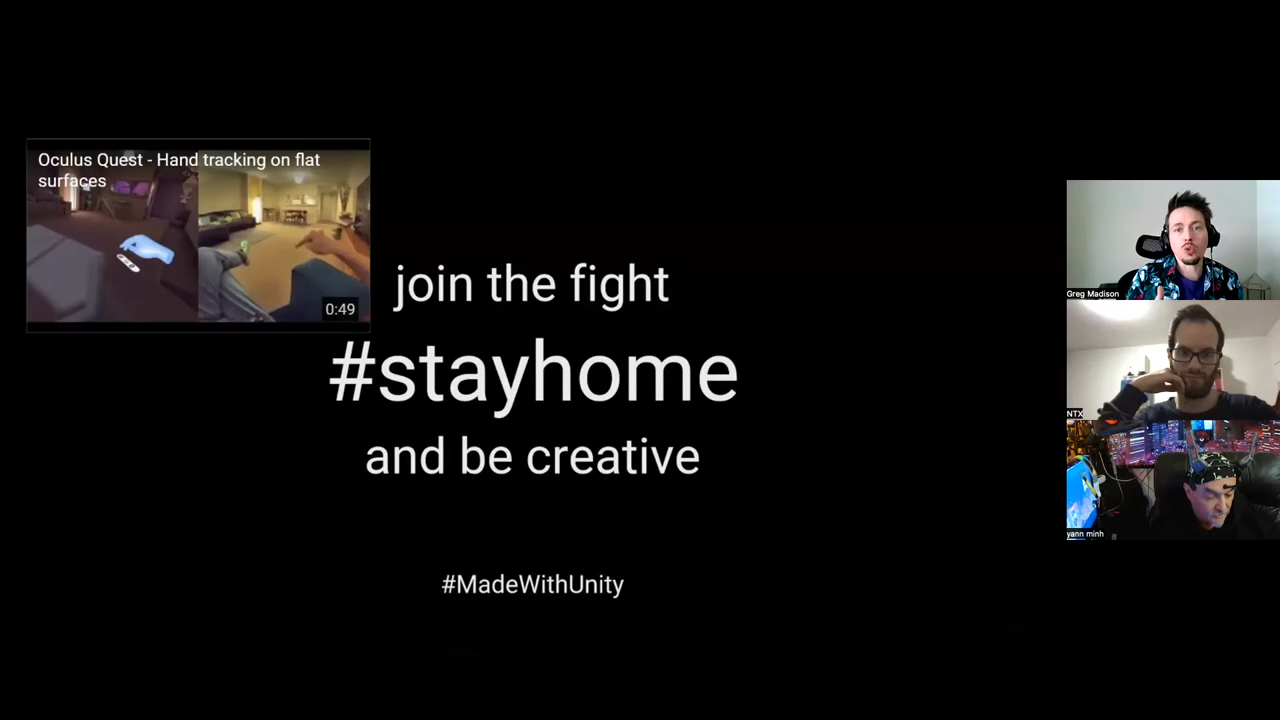 Oculus Quest - Hand tracking on flat
surfaces
0:49
join the fight
#stayhome
and be creative
#MadeWithUnity
Greg Madison
NTX
yann minh